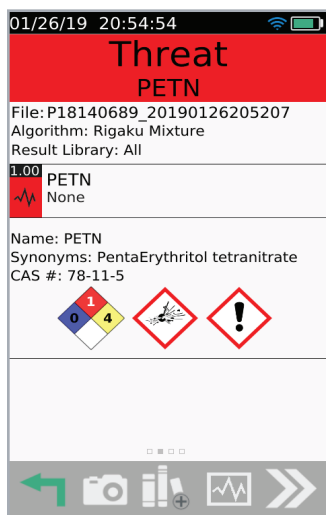 01/26/19 20:54:54
Threat
PETN
File: P18140689_20190126205207
Algorithm: Rigaku Mixture
Result Library: All
1.00
PETN
None
Name: PETN
Synonyms: PentaErythritol tetranitrate
CAS #: 78-11-5
1
0 4